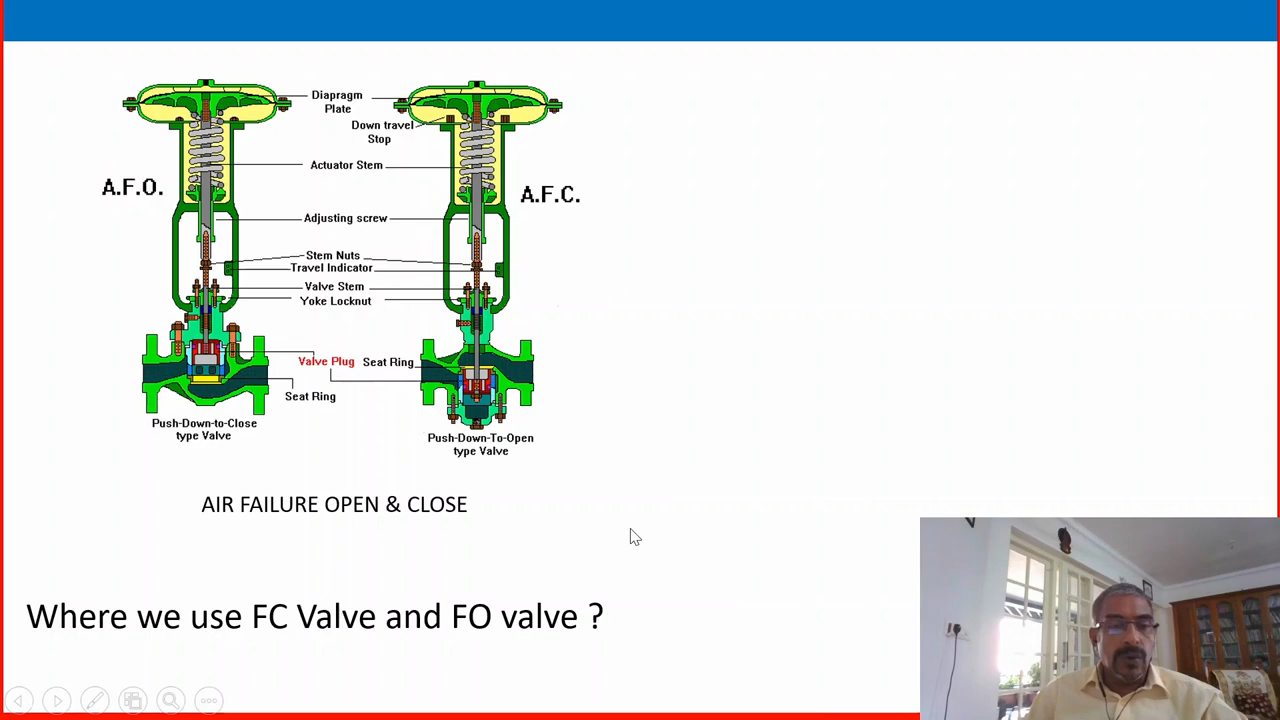 Diapragm
Plate
Down travel
Stop
Actuator Stem
A.F.O.
A.F.C.
Adjusting screw
Stem Nuts
Travel Indicator
Valve Stem
Yoke Locknut
Valve Plug
Seat Ring
Seat Ring
Push-Down-to-Close
type Valve
Push-Down-To-Open
type Valve
AIR FAILURE OPEN & CLOSE
Where we use FC Valve and FO valve ?